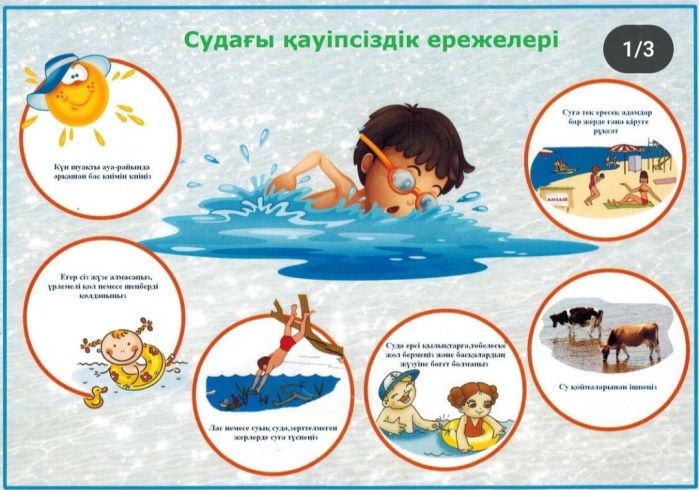 Судағы қауіпсіздік ережелері
1/3
Күн шуақты ауа-райында
әрқашан бас киімін киіңіз
Суға тек ересек адамдар
бар жерде ғана кіруге
рұқсат
Егер сіз жүзе алмасаңыз,
үрлемелі қол немесе шеңберді
қолданыңыз
Лас немесе суық суда,зерттелмеген
жерлерде суға түспеңіз
Суда ерсі қылықтарға,төбелеске
жол бермеңіз және басқалардың
жүзуіне бөгет болмаңыз
Су қоймаларынан ішпеңіз